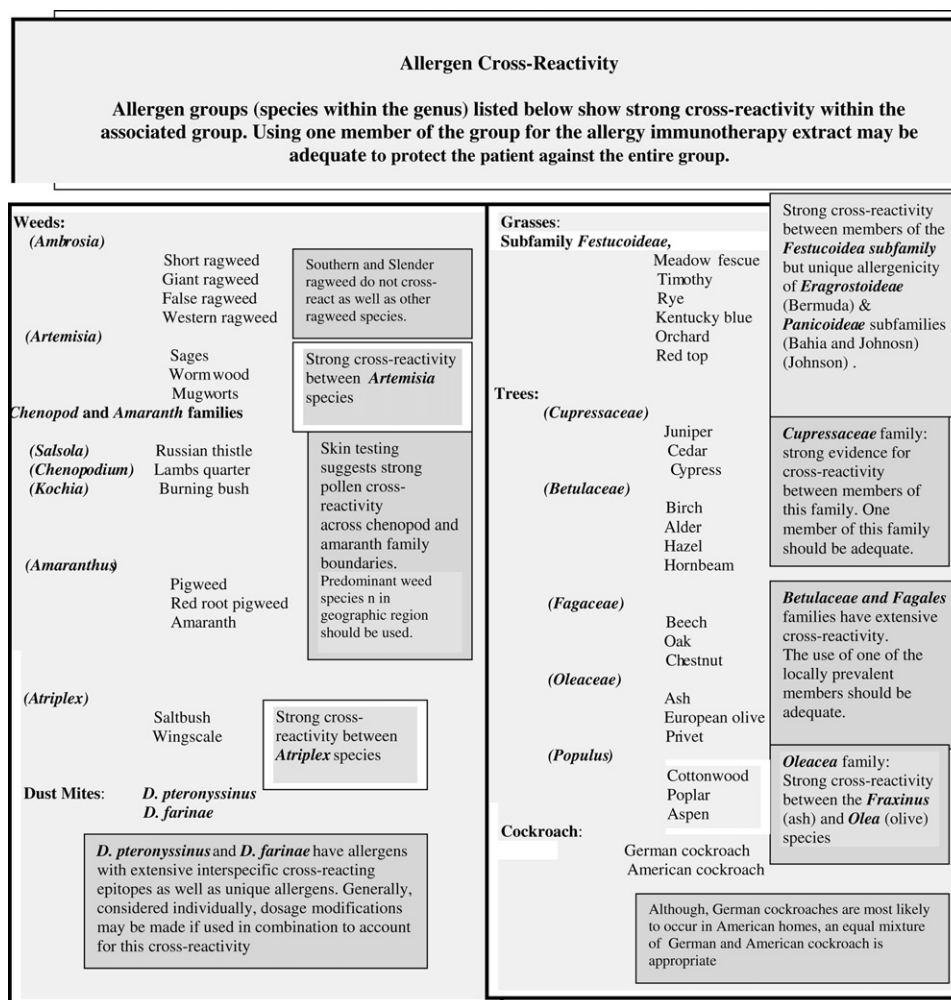 Allergen Cross-Reactivity
Allergen groups (species within the genus) listed below show strong cross-reactivity within the
associated group. Using one member of the group for the allergy immunotherapy extract may be
adequate to protect the patient against the entire group.
Weeds:
(Ambrosia)
Short ragweed
Giant ragweed
False ragweed
Western ragweed
Southern and Slender
ragweed do not cross-
react as well as other
ragweed species.
(Artemisia)
Sages
Wormwood
Mugworts
Strong cross-reactivity
between Artemisia
species
Chenopod and Amaranth families
(Salsola) Russian thistle
(Chenopodium) Lambs quarter
(Kochia) Burning bush
(Amaranthus)
Pigweed
Red root pigweed
Amaranth
Skin testing
suggests strong
pollen cross-
reactivity
across chenopod and
amaranth family
boundaries.
Predominant weed
species n in
geographic region
should be used.
(Atriplex)
Saltbush
Wingscale
Strong cross-
reactivity between
Atriplex species
Dust Mites: D. pteronyssinus
D. farinae
D. pteronyssinus and D. farinae have allergens
with extensive interspecific cross-reacting
epitopes as well as unique allergens. Generally,
considered individually, dosage modifications
may be made if used in combination to account
for this cross-reactivity
Grasses:
Subfamily Festucoideae,
Meadow fescue
Timothy
Rye
Kentucky blue
Orchard
Red top
Strong cross-reactivity
between members of the
Festucoidea subfamily
but unique allergenicity
of Eragrostoideae
(Bermuda) &
Panicoideae subfamilies
(Bahia and Johnosn)
(Johnson) .
Trees:
(Cupressaceae)
Juniper
Cedar
Cypress
Cupressaceae family:
strong evidence for
cross-reactivity
between members of
this family. One
member of this family
should be adequate.
(Betulaceae)
Birch
Alder
Hazel
Hornbeam
(Fagaceae)
Beech
Oak
Chestnut
Betulaceae and Fagales
families have extensive
cross-reactivity.
The use of one of the
locally prevalent
members should be
adequate.
(Oleaceae)
Ash
European olive
Privet
(Populus)
Cottonwood
Poplar
Aspen
Oleacea family:
Strong cross-reactivity
between the Fraxinus
(ash) and Olea (olive)
species
Cockroach:
German cockroach
American cockroach
Although, German cockroaches are most likely
to occur in American homes, an equal mixture
of German and American cockroach is
appropriate